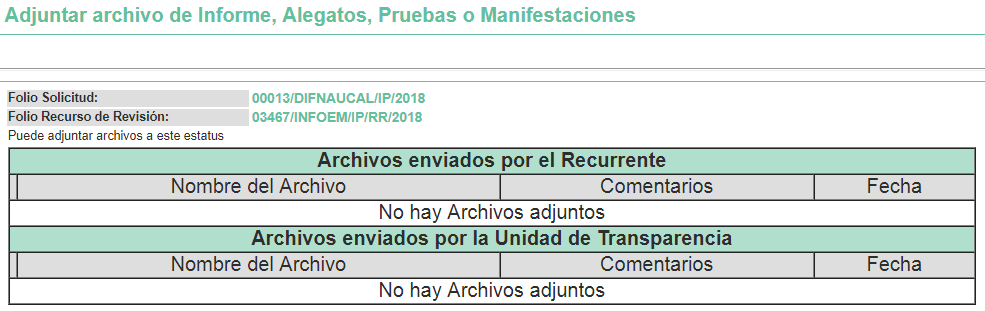 Adjuntar archivo de Informe, Alegatos, Pruebas o Manifestaciones
Folio Solicitud: 00013/DIFNAUCAL/IP/2018
Folio Recurso de Revisión: 03467/INFOEM/IP/RR/2018
Puede adjuntar archivos a este estatus
Archivos enviados por el Recurrente
Nombre del Archivo Comentarios Fecha
No hay Archivos adjuntos
Archivos enviados por la Unidad de Transparencia
Nombre del Archivo Comentarios Fecha
No hay Archivos adjuntos